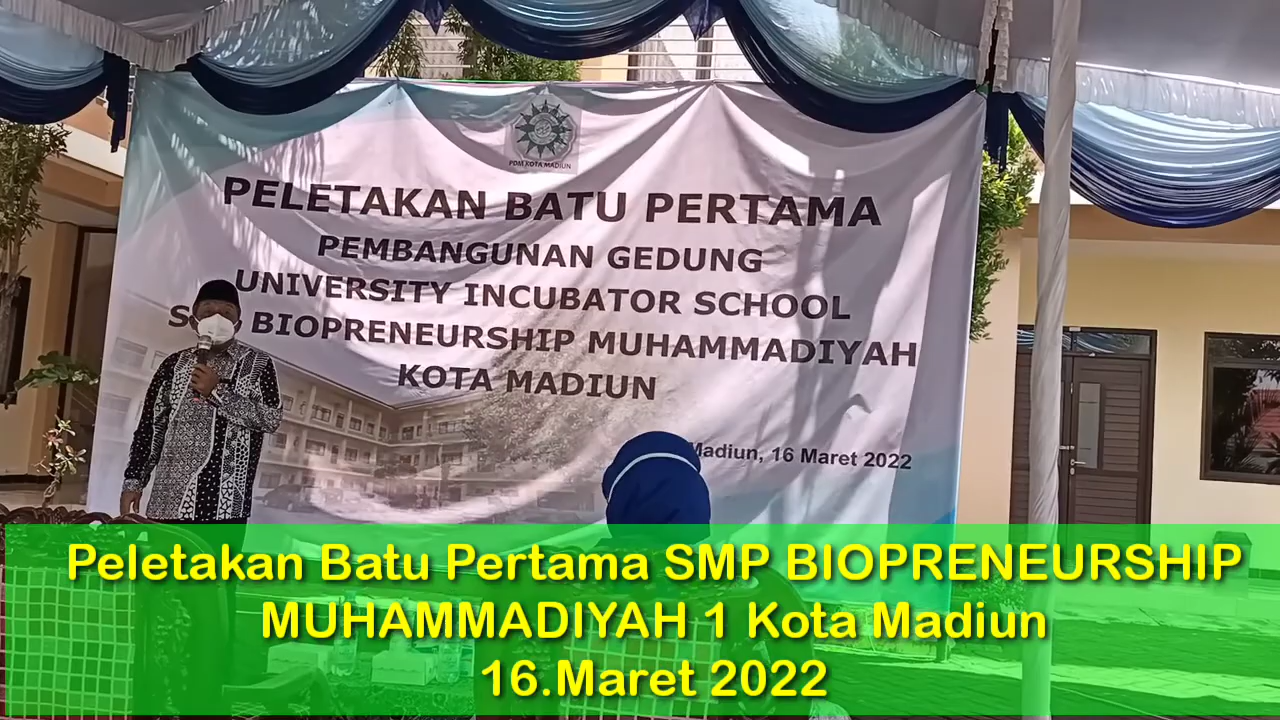 PDM KOTA MADIUN
PELETAKAN BATU PERTAMA
PEMBANGUNAN GEDUNG
UNIVERSITY INCUBATOR SCHOOL
BIOPRENEURSHIP MUHAMMADIYAH
KOTA MADIUN
Madiun, 16 Maret 2022
Peletakan Batu Pertama SMP BIOPRENEURSHIP
MUHAMMADIYAH 1 Kota Madiun
16.Maret 2022